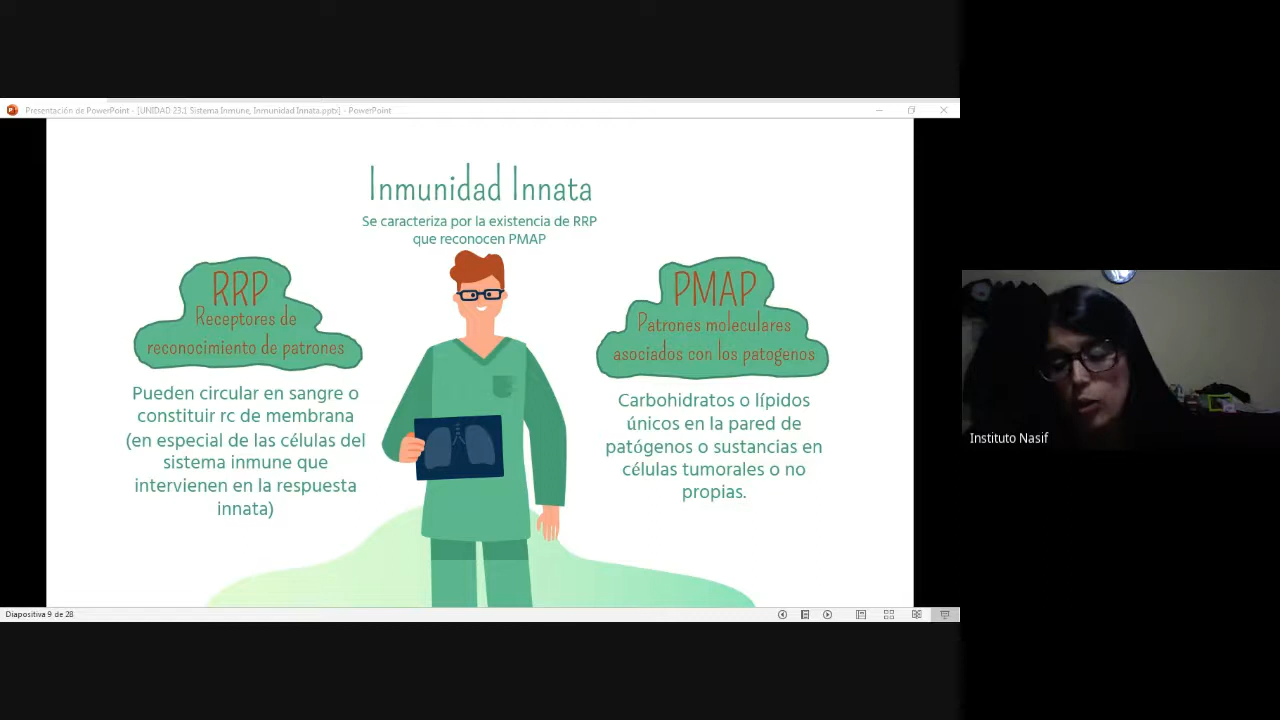 Presentación de PowerPoint - [UNIDAD 23.1 Sistema Inmune, Inmunidad Innata.pptx] - PowerPoint
Inmunidad Innata
Se caracteriza por la existencia de RRP
que reconocen PMAP
RRP
Receptores de
reconocimiento de patrones
Pueden circular en sangre o
constituir rc de membrana
(en especial de las células del
sistema inmune que
intervienen en la respuesta
innata)
PMAP
Patrones moleculares
asociados con los patogenos
Carbohidratos o lípidos
únicos en la pared de
patógenos o sustancias en
células tumorales o no
propias.
Instituto Nasif
Diapositiva 9 de 28